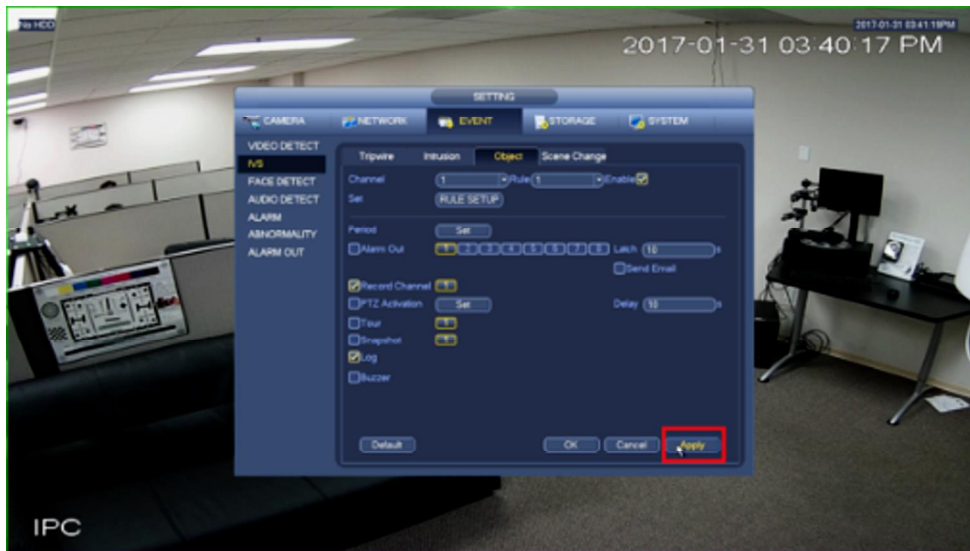 No HDD
2017-01-31 03:41:19PM
2017-01-31 03:40:17 PM
SETTING
CAMERA NETWORK EVENT STORAGE SYSTEM
VIDEO DETECT
IVS
FACE DETECT
AUDIO DETECT
ALARM
ABNORMALITY
ALARM OUT
Tripwire Intrusion Object Scene Change
Channel 1 Rule 1 Enable
Set RULE SETUP
Period Set
Alarm Out 1 2 3 4 5 6 7 8 Latch 10 s
Send Email
Record Channel 1
PTZ Activation Set Delay 10 s
Tour 1
Snapshot 1
Log
Buzzer
Default OK Cancel Apply
IPC